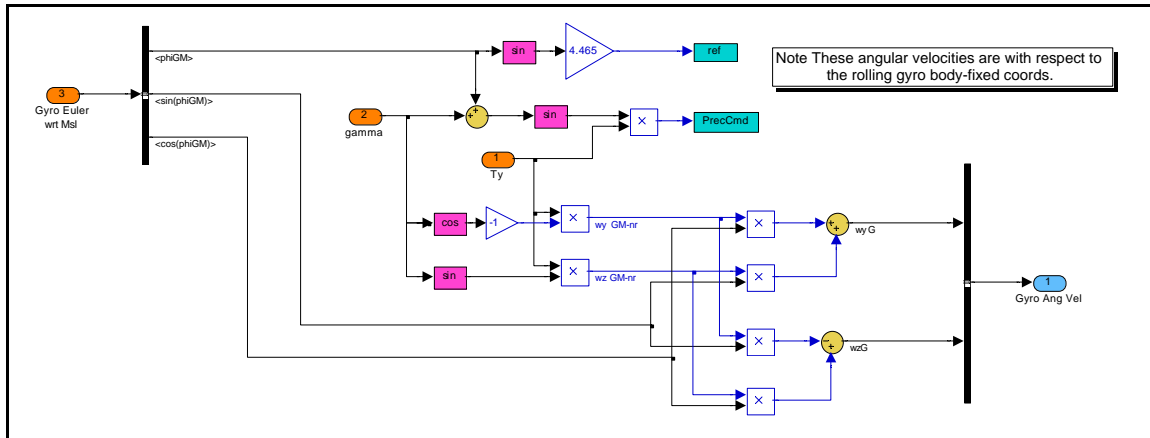 sin
4.465
ref
Note These angular velocities are with respect to
the rolling gyro body-fixed coords.
<phiGM>
3
Gyro Euler
wrt Msl
<sin(phiGM)>
2
gamma
+
+
sin
×
PrecCmd
<cos(phiGM)>
1
Ty
cos
-1
×
wy GM-nr
×
+
+
wyG
sin
×
wz GM-nr
×
1
Gyro Ang Vel
×
−
+
wzG
×